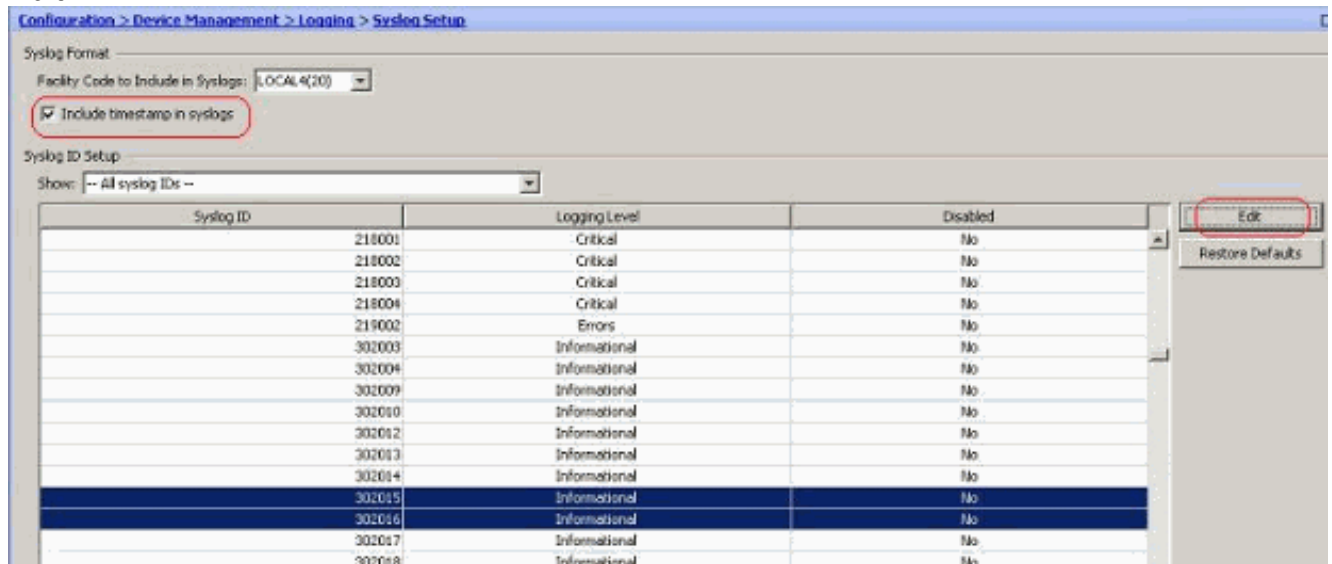 Configuration > Device Management > Logging > Syslog Setup
Syslog Format
Facility Code to Include in Syslogs: LOCAL4(20)
Include timestamp in syslogs
Syslog ID Setup
Show: -- All syslog IDs --
Syslog ID Logging Level Disabled Edit
218001 Critical No
218002 Critical No Restore Defaults
218003 Critical No
218004 Critical No
219002 Errors No
302003 Informational No
302004 Informational No
302009 Informational No
302010 Informational No
302012 Informational No
302013 Informational No
302014 Informational No
302015 Informational No
302016 Informational No
302017 Informational No
302018 Informational No